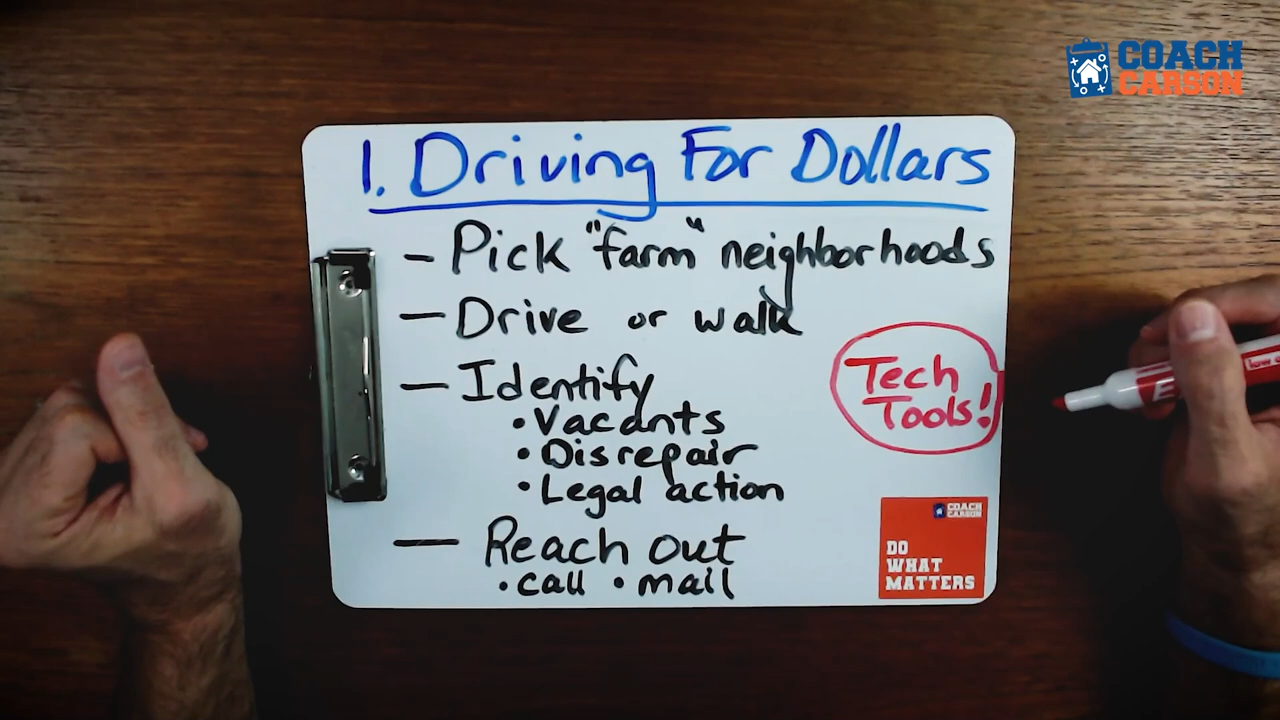 COACH
CARSON
1. Driving For Dollars
- Pick "farm" neighborhoods
- Drive or walk
- Identify
• Vacants
• Disrepair
• Legal action
Tech
Tools!
- Reach out
• call • mail
COACH
CARSON
DO
WHAT
MATTERS